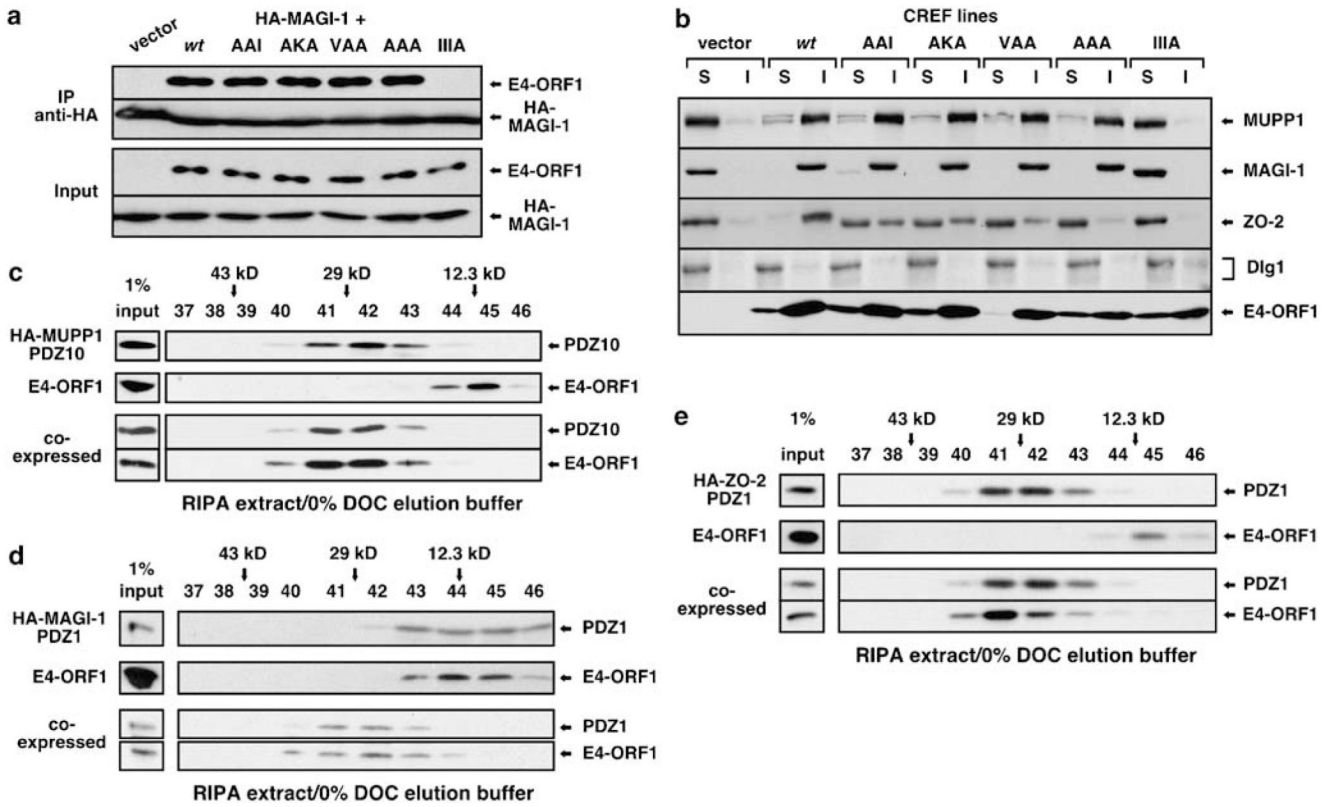 a
HA-MAGI-1 +
vector wt AAI AKA VAA AAA IIIA
IP
anti-HA
E4-ORF1
HA-
MAGI-1
Input
E4-ORF1
HA-
MAGI-1
b
CREF lines
vector wt AAI AKA VAA AAA IIIA
S I S I S I S I S I S I S I
MUPP1
MAGI-1
ZO-2
Dlg1
E4-ORF1
c
43 kD 29 kD 12.3 kD
1%
input
37 38 39 40 41 42 43 44 45 46
HA-MUPP1
PDZ10
PDZ10
E4-ORF1
E4-ORF1
co-
expressed
PDZ10
E4-ORF1
RIPA extract/0% DOC elution buffer
d
43 kD 29 kD 12.3 kD
1%
input
37 38 39 40 41 42 43 44 45 46
HA-MAGI-1
PDZ1
PDZ1
E4-ORF1
E4-ORF1
co-
expressed
PDZ1
E4-ORF1
RIPA extract/0% DOC elution buffer
e
1%
input
43 kD 29 kD 12.3 kD
37 38 39 40 41 42 43 44 45 46
HA-ZO-2
PDZ1
PDZ1
E4-ORF1
E4-ORF1
co-
expressed
PDZ1
E4-ORF1
RIPA extract/0% DOC elution buffer